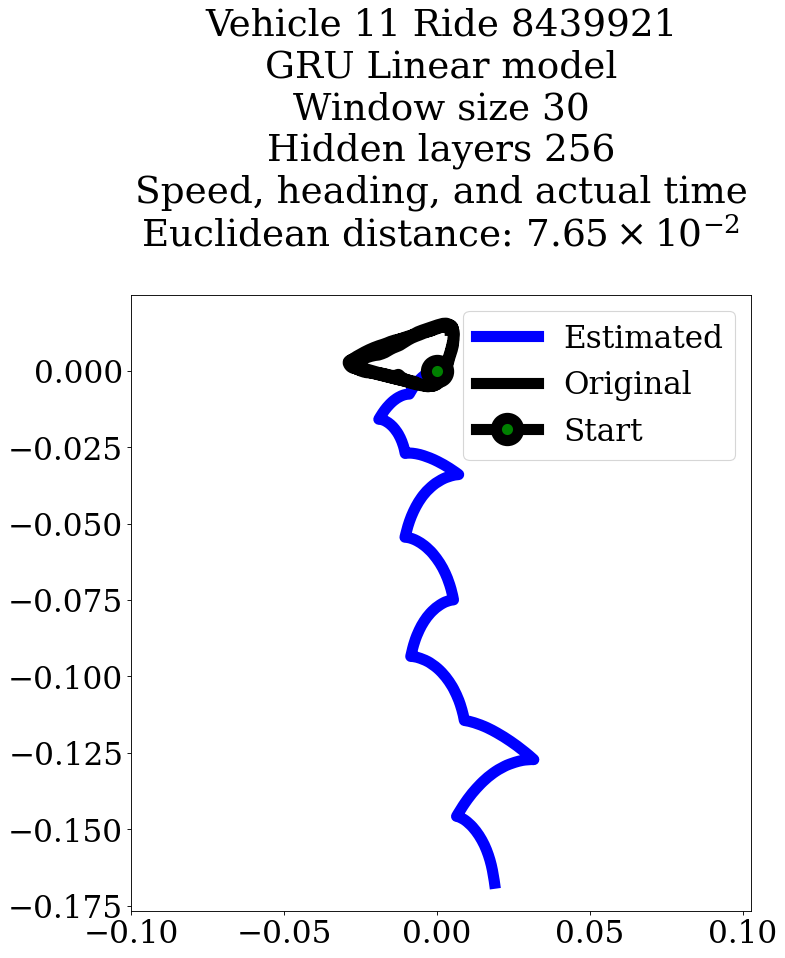 Vehicle 11 Ride 8439921
GRU Linear model
Window size 30
Hidden layers 256
Speed, heading, and actual time
Euclidean distance: 7.65 × 10⁻²
Estimated
Original
Start
0.000
−0.025
−0.050
−0.075
−0.100
−0.125
−0.150
−0.175
−0.10 −0.05 0.00 0.05 0.10